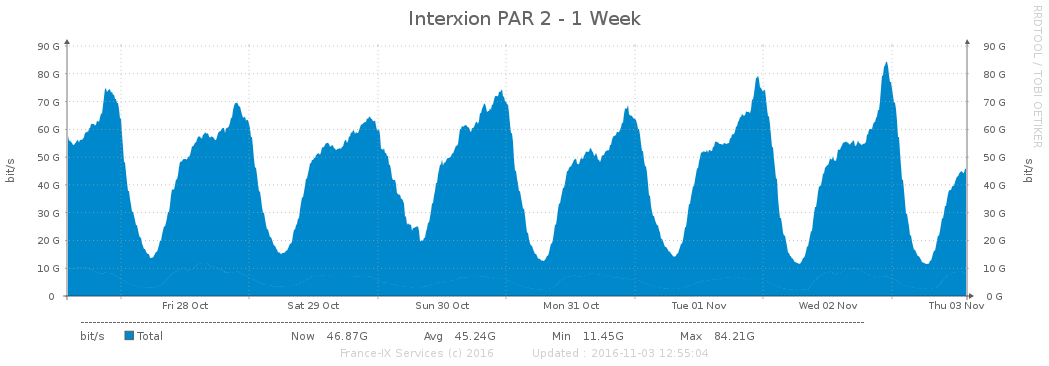 Interxion PAR 2 - 1 Week
RRDTOOL / TOBI OETIKER
90 G 90 G
80 G 80 G
70 G 70 G
60 G 60 G
50 G 50 G
40 G 40 G
30 G 30 G
20 G 20 G
10 G 10 G
0 0 G
bit/s
bit/s
Fri 28 Oct Sat 29 Oct Sun 30 Oct Mon 31 Oct Tue 01 Nov Wed 02 Nov Thu 03 Nov
bit/s Total Now 46.87G Avg 45.24G Min 11.45G Max 84.21G
France-IX Services (c) 2016 Updated : 2016-11-03 12:55:04